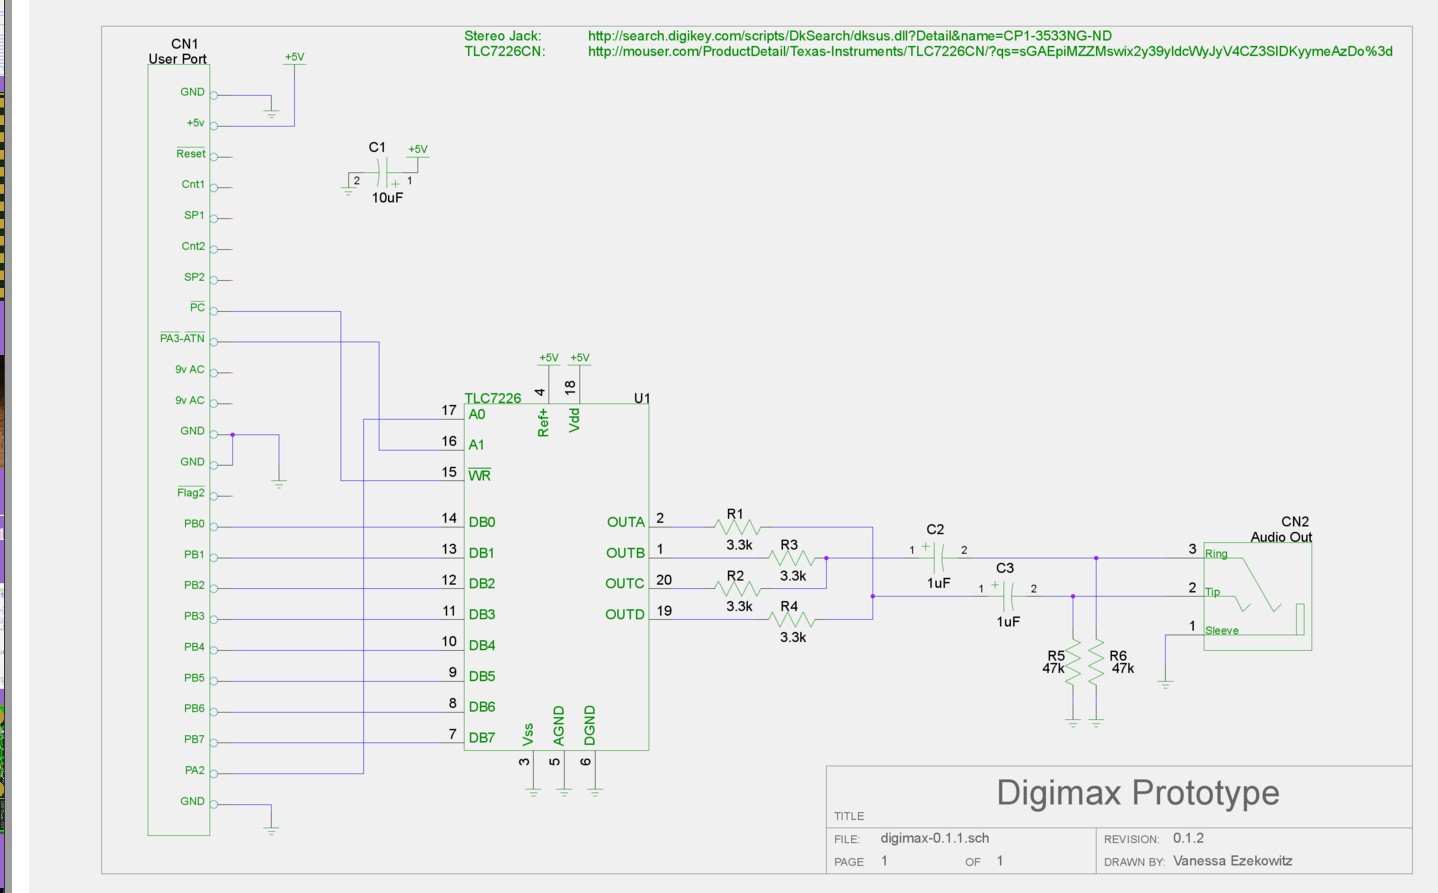 Stereo Jack: http://search.digikey.com/scripts/DkSearch/dksus.dll?Detail&name=CP1-3533NG-ND
TLC7226CN: http://mouser.com/ProductDetail/Texas-Instruments/TLC7226CN/?qs=sGAEpiMZZMswix2y39yldcWyJyV4CZ3SIDKyymeAzDo%3d
CN1
User Port
+5V
GND
+5v
Reset
Cnt1
SP1
Cnt2
SP2
PC
PA3-ATN
9v AC
9v AC
GND
GND
Flag2
PB0
PB1
PB2
PB3
PB4
PB5
PB6
PB7
PA2
GND
C1
+5V
2
+
1
10uF
+5V +5V
4 18
TLC7226 U1
Ref+ Vdd
17 A0
16 A1
15 WR
14 DB0
13 DB1
12 DB2
11 DB3
10 DB4
9 DB5
8 DB6
7 DB7
OUTA 2
OUTB 1
OUTC 20
OUTD 19
Vss AGND DGND
3 5 6
R1
3.3k
R3
3.3k
R2
3.3k
R4
3.3k
C2
1 + 2
1uF
C3
1 + 2
1uF
R5
47k
R6
47k
CN2
Audio Out
3 Ring
2 Tip
1 Sleeve
Digimax Prototype
TITLE
FILE: digimax-0.1.1.sch
REVISION: 0.1.2
PAGE 1 OF 1
DRAWN BY: Vanessa Ezekowitz